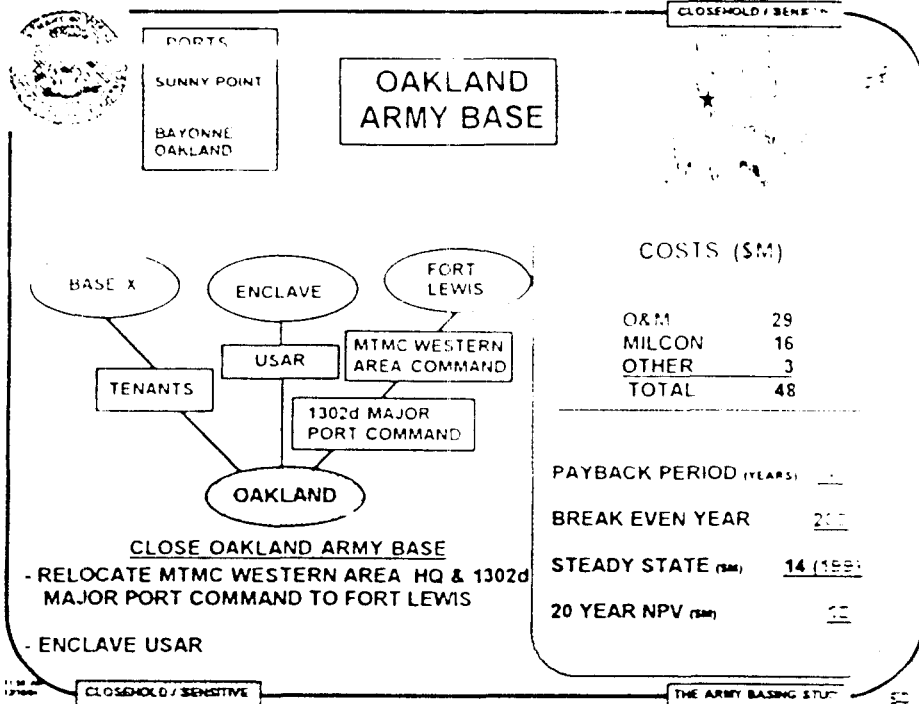 CLOSEHOLD /
PORTS
SUNNY POINT
BAYONNE
OAKLAND
OAKLAND
ARMY BASE
BASE X
ENCLAVE
FORT
LEWIS
TENANTS
USAR
MTMC WESTERN
AREA COMMAND
1302d MAJOR
PORT COMMAND
OAKLAND
CLOSE OAKLAND ARMY BASE
- RELOCATE MTMC WESTERN AREA HQ & 1302d
MAJOR PORT COMMAND TO FORT LEWIS
- ENCLAVE USAR
COSTS ($M)
O&M 29
MILCON 16
OTHER 3
TOTAL 48
PAYBACK PERIOD (YEARS)
BREAK EVEN YEAR
STEADY STATE ($M) 14
20 YEAR NPV ($M)
CLOSEHOLD / SENSITIVE
THE ARMY BASING